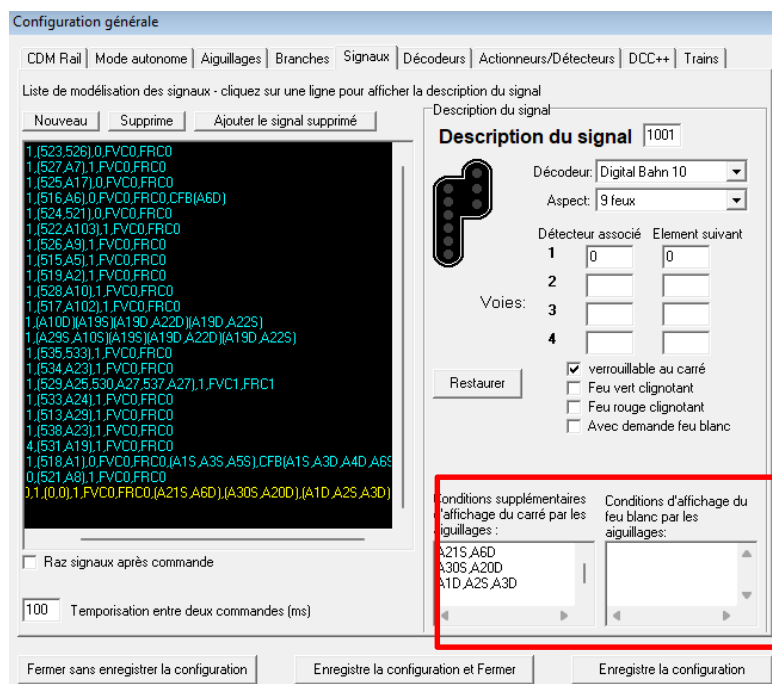 Configuration générale
CDM Rail Mode autonome Aiguillages Branches Signaux Décodeurs Actionneurs/Détecteurs DCC++ Trains
Liste de modélisation des signaux - cliquez sur une ligne pour afficher la description du signal
Nouveau Supprime Ajouter le signal supprimé
1,(523,526),0,FVC0,FRC0
1,(527,A7),1,FVC0,FRC0
1,(525,A17),0,FVC0,FRC0
1,(516,A6),0,FVC0,FRC0,CFB(A6D)
1,(524,521),0,FVC0,FRC0
1,(522,A103),1,FVC0,FRC0
1,(526,A9),1,FVC0,FRC0
1,(515,A5),1,FVC0,FRC0
1,(519,A2),1,FVC0,FRC0
1,(528,A10),1,FVC0,FRC0
1,(517,A102),1,FVC0,FRC0
1,(A10D)(A19S)(A19D,A22D)(A19D,A22S)
1,(A29S,A10S)(A19S)(A19D,A22D)(A19D,A22S)
1,(535,533),1,FVC0,FRC0
1,(534,A23),1,FVC0,FRC0
1,(529,A25,530,A27,537,A27),1,FVC1,FRC1
1,(533,A24),1,FVC0,FRC0
1,(513,A29),1,FVC0,FRC0
1,(538,A23),1,FVC0,FRC0
4,(531,A19),1,FVC0,FRC0
1,(518,A1),0,FVC0,FRC0,(A1S,A3S,A5S),CFB(A1S,A3D,A4D,A6S
0,(521,A8),1,FVC0,FRC0
),1,(0,0),1,FVC0,FRC0,(A21S,A6D),(A30S,A20D),(A1D,A2S,A3D)
Raz signaux après commande
100 Temporisation entre deux commandes (ms)
Description du signal
Description du signal 1001
Décodeur: Digital Bahn 10
Aspect: 9 feux
Détecteur associé Element suivant
1 0 0
2
Voies:
3
4
verrouillable au carré
Feu vert clignotant
Feu rouge clignotant
Avec demande feu blanc
Restaurer
Conditions supplémentaires
d'affichage du carré par les
aiguillages :
A21S,A6D
A30S,A20D
A1D,A2S,A3D
Conditions d'affichage du
feu blanc par les
aiguillages:
Fermer sans enregistrer la configuration Enregistre la configuration et Fermer Enregistre la configuration